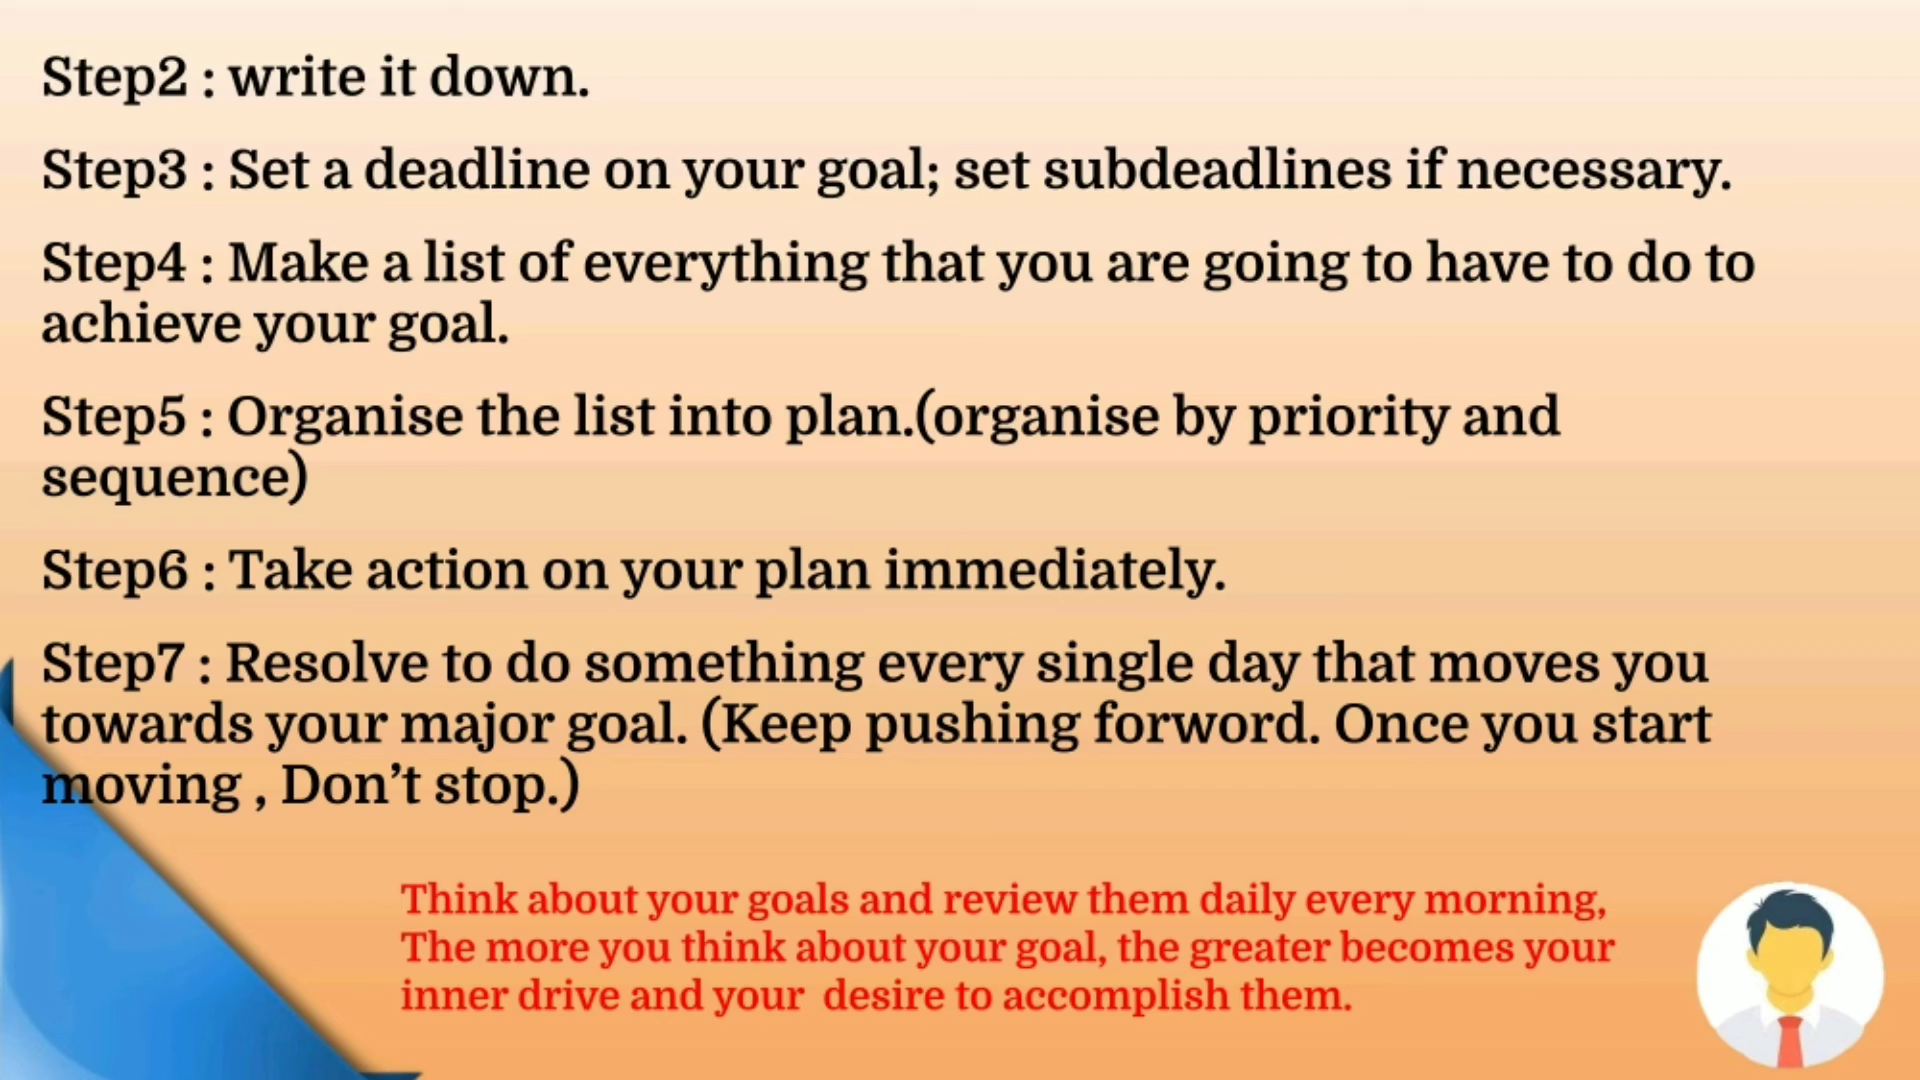 Step2 : write it down.
Step3 : Set a deadline on your goal; set subdeadlines if necessary.
Step4 : Make a list of everything that you are going to have to do to
achieve your goal.
Step5 : Organise the list into plan.(organise by priority and
sequence)
Step6 : Take action on your plan immediately.
Step7 : Resolve to do something every single day that moves you
towards your major goal. (Keep pushing forword. Once you start
moving , Don’t stop.)
Think about your goals and review them daily every morning,
The more you think about your goal, the greater becomes your
inner drive and your  desire to accomplish them.